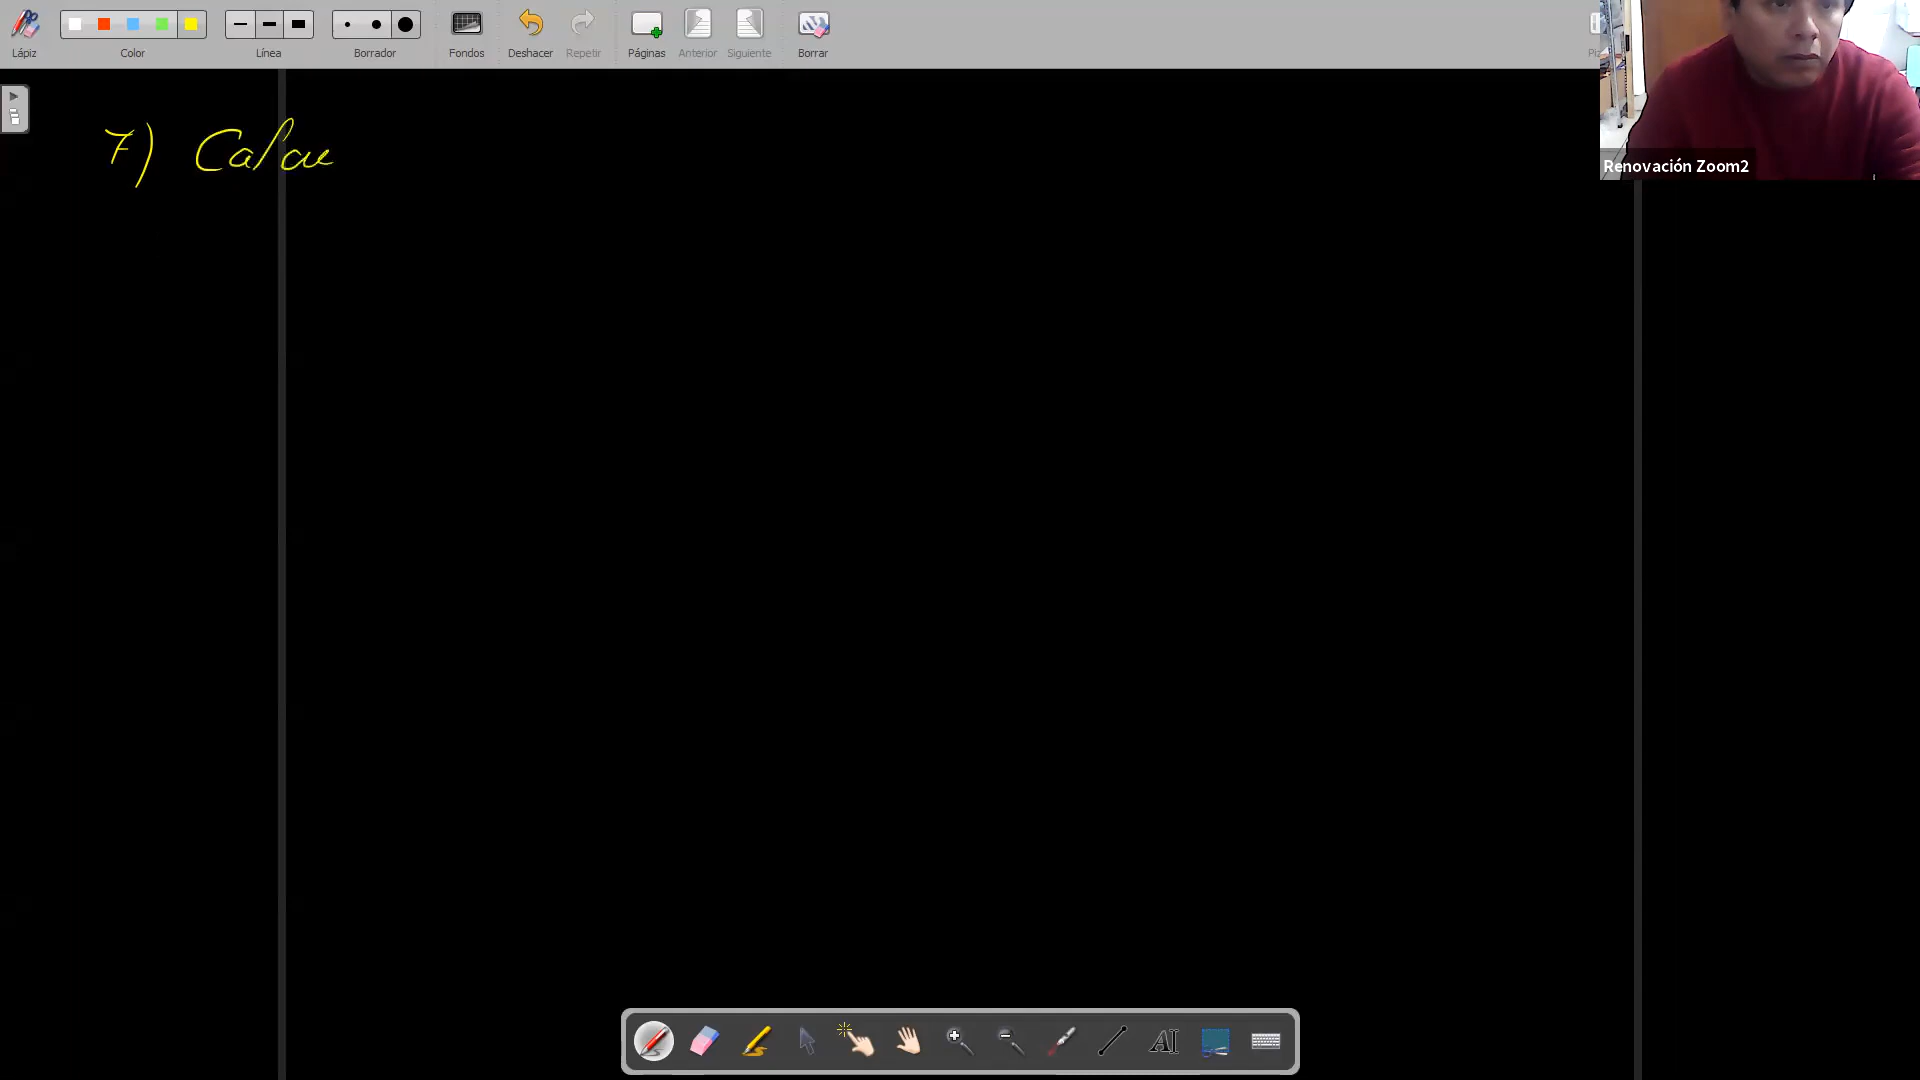 Lápiz Color Línea Borrador Fondos Deshacer Repetir Páginas Anterior Siguiente Borrar
Renovación Zoom2
7) Calcu